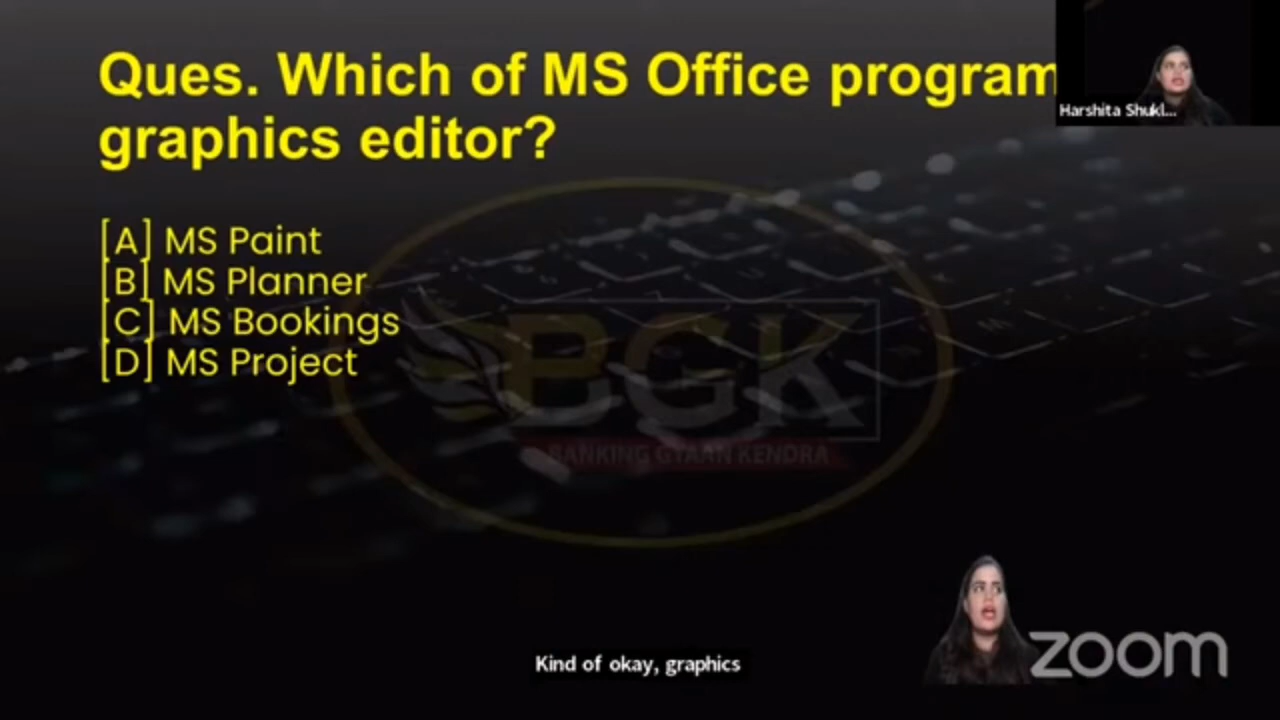 Ques. Which of MS Office program
graphics editor?
[A] MS Paint
[B] MS Planner
[C] MS Bookings
[D] MS Project
BGK
BANKING GYAAN KENDRA
Harshita Shukl...
Kind of okay, graphics
zoom